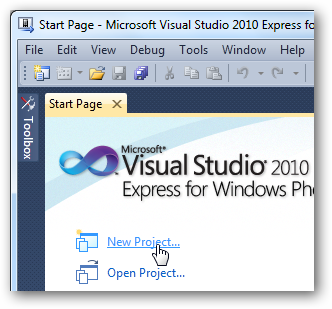 Start Page - Microsoft Visual Studio 2010 Express fo
File Edit View Debug Tools Window Help
Start Page
Toolbox
Microsoft®
Visual Studio® 2010
Express for Windows Pho
New Project...
Open Project...